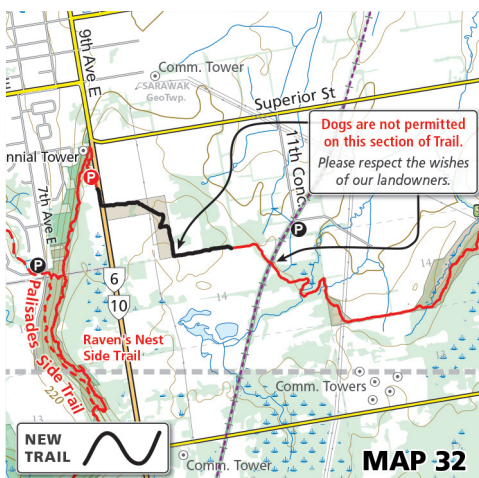 9th Ave.E
Comm. Tower
SARAWAK
GeoTwp.
Superior St
nnial Tower
P
7th Ave.E
11th Conc.
Dogs are not permitted
on this section of Trail.
Please respect the wishes
of our landowners.
P
P
6
10
14
14
Palisades Side Trail
Raven's Nest
Side Trail
220
13
Comm. Towers
NEW
TRAIL
Comm. Tower
MAP 32